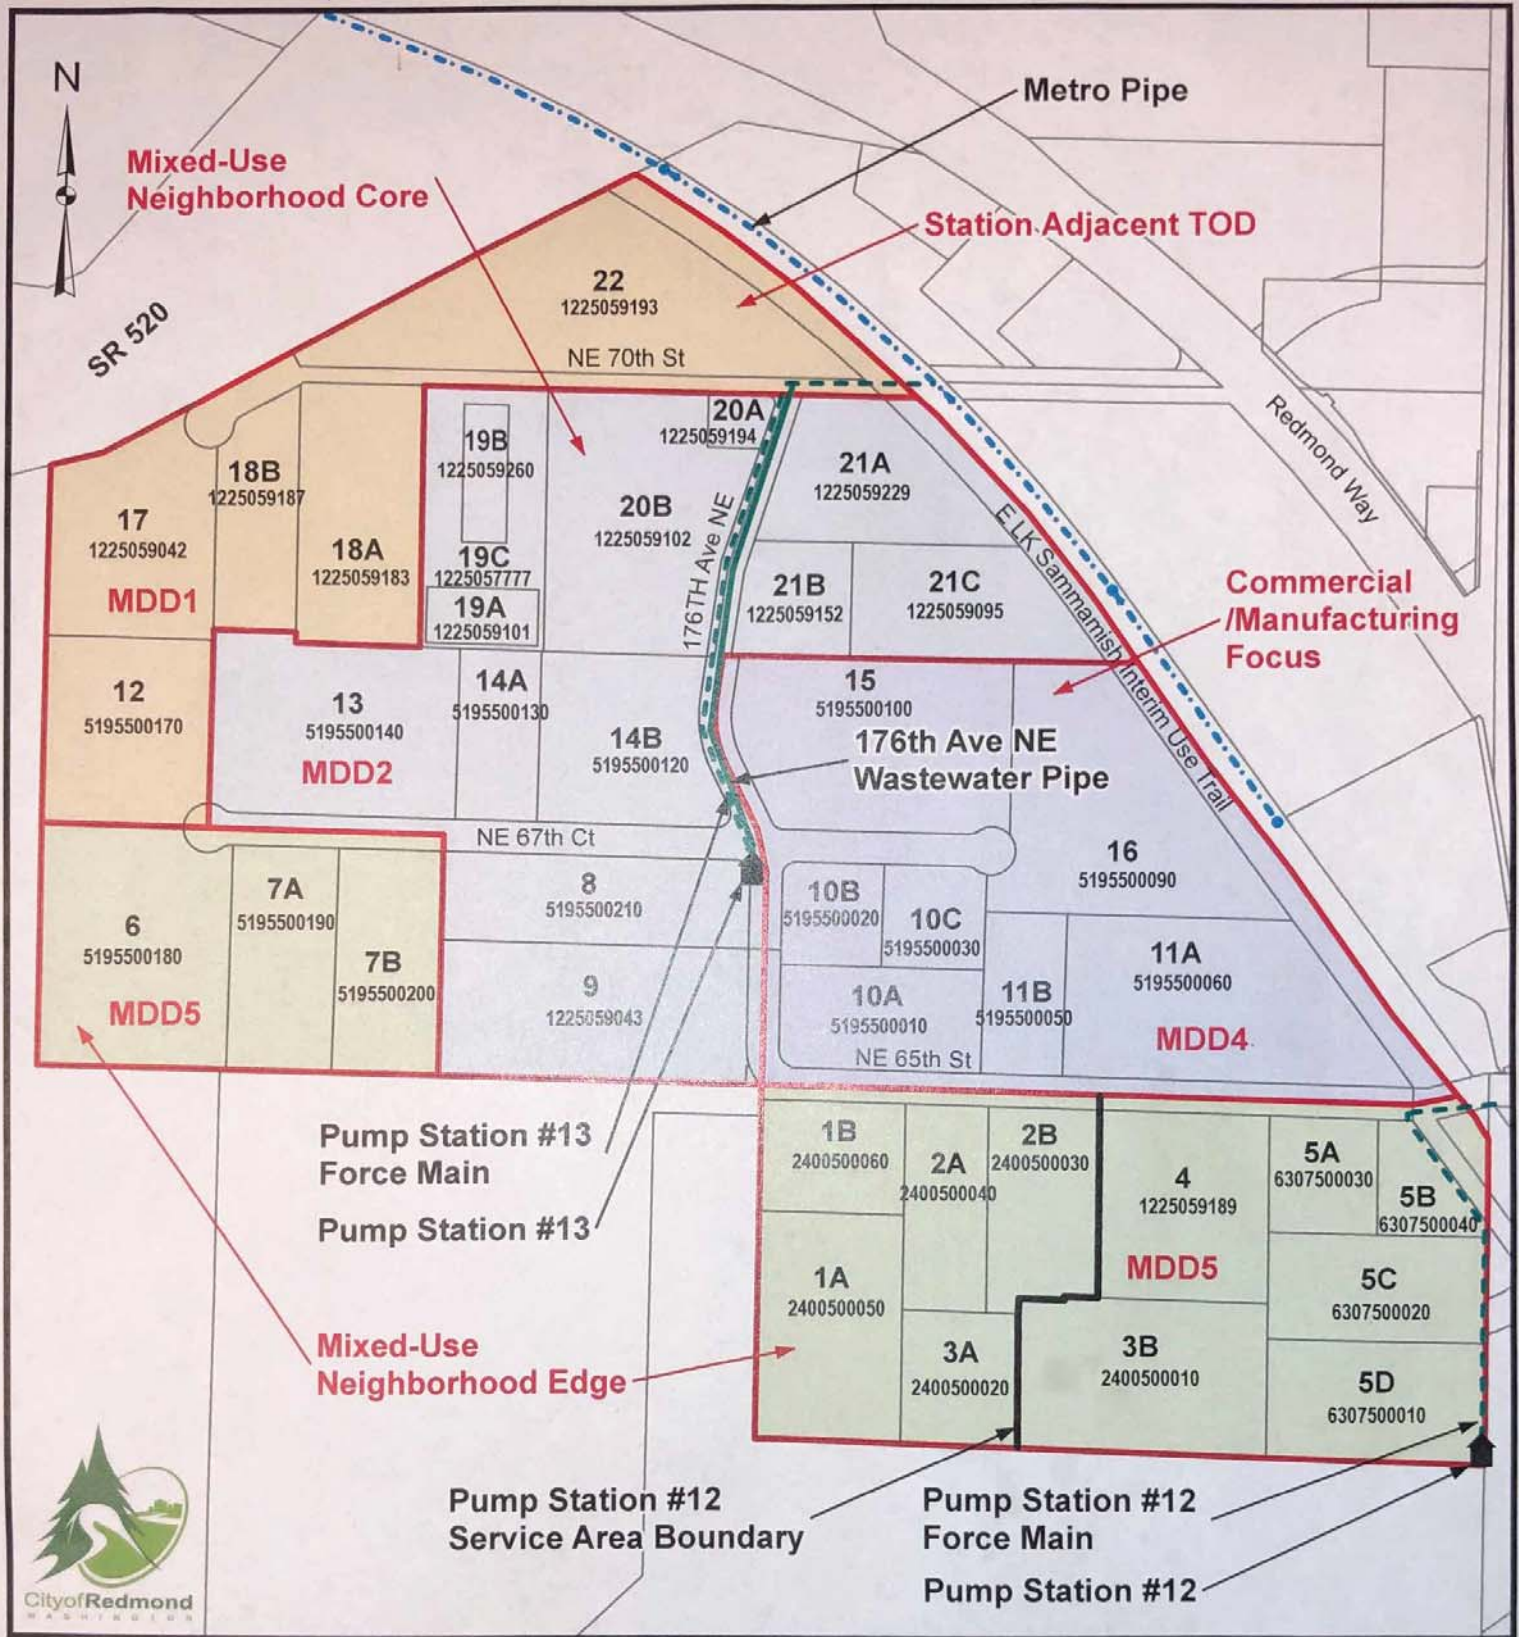 N
Metro Pipe
Mixed-Use
Neighborhood Core
Station Adjacent TOD
SR 520
22
1225059193
NE 70th St
20A
1225059194
19B
1225059260
18B
1225059187
21A
1225059229
Redmond Way
17
1225059042
MDD1
18A
1225059183
20B
1225059102
176TH Ave NE
19C
1225057777
19A
1225059101
21B
1225059152
21C
1225059095
E LK Sammamish Interim Use Trail
Commercial
/Manufacturing
Focus
12
5195500170
13
5195500140
MDD2
14A
5195500130
14B
5195500120
15
5195500100
176th Ave NE
Wastewater Pipe
NE 67th Ct
16
5195500090
6
5195500180
MDD5
7A
5195500190
7B
5195500200
8
5195500210
9
1225059043
10B
5195500020
10C
5195500030
10A
5195500010
11B
5195500050
11A
5195500060
MDD4
NE 65th St
Pump Station #13
Force Main
Pump Station #13
1B
2400500060
2A
2400500040
2B
2400500030
4
1225059189
MDD5
5A
6307500030
5B
6307500040
1A
2400500050
5C
6307500020
3A
2400500020
3B
2400500010
5D
6307500010
Mixed-Use
Neighborhood Edge
Pump Station #12
Service Area Boundary
Pump Station #12
Force Main
Pump Station #12
CityofRedmond
WASHINGTON